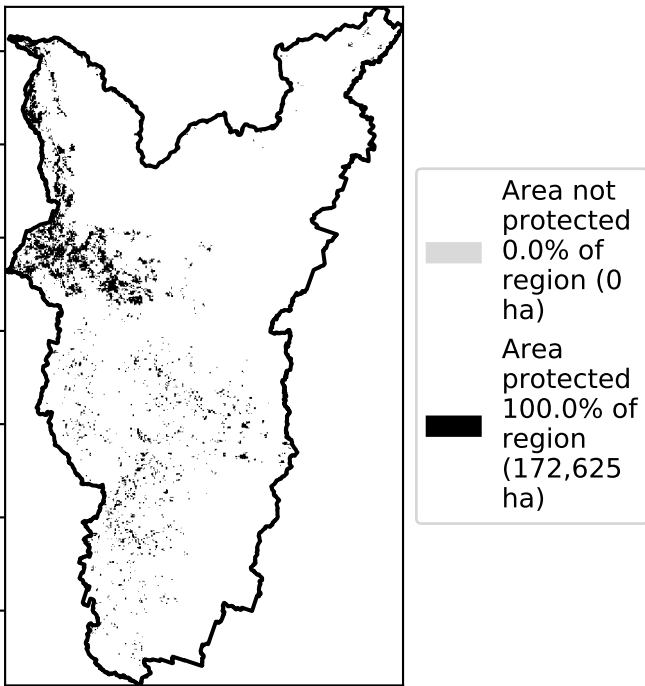 Area not
protected
0.0% of
region (0
ha)
Area
protected
100.0% of
region
(172,625
ha)